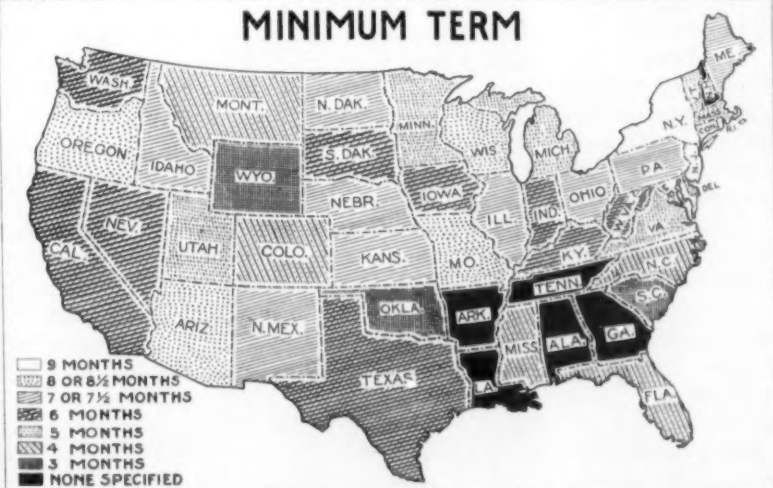 MINIMUM TERM
WASH.
MONT.
N. DAK.
MINN.
ME.
OREGON
IDAHO
WYO.
S. DAK.
WIS.
MICH.
N.Y.
MASS
CON.
R.I.
NEV.
UTAH
COLO.
NEBR.
IOWA
ILL.
IND.
OHIO
PA.
N.J.
DEL
CAL.
ARIZ.
N. MEX.
KANS.
MO.
KY.
W.VA.
VA.
N.C.
OKLA.
ARK.
TENN.
S.C.
TEXAS
LA.
MISS
ALA.
GA.
FLA.
9 MONTHS
8 OR 8½ MONTHS
7 OR 7½ MONTHS
6 MONTHS
5 MONTHS
4 MONTHS
3 MONTHS
NONE SPECIFIED